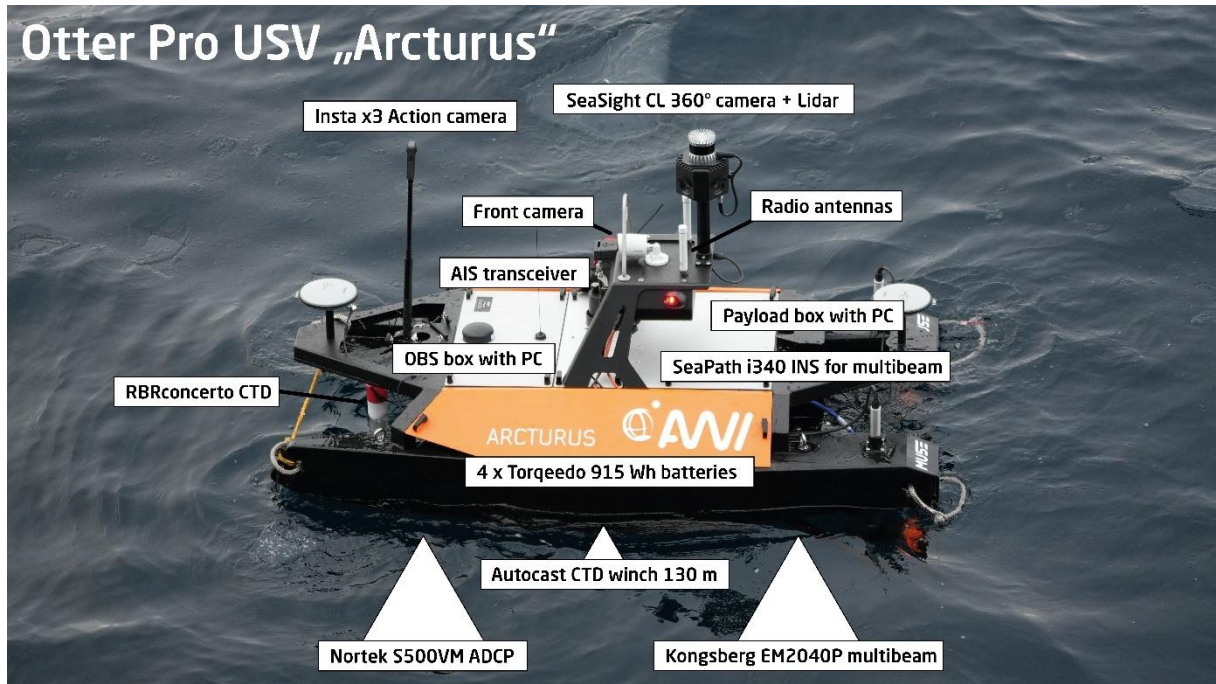 Otter Pro USV „Arcturus“
SeaSight CL 360° camera + Lidar
Insta x3 Action camera
Front camera
Radio antennas
AIS transceiver
Payload box with PC
OBS box with PC
SeaPath i340 INS for multibeam
RBRconcerto CTD
ARCTURUS
AWI
MUSE
MUSE
4 x Torqeedo 915 Wh batteries
Autocast CTD winch 130 m
Nortek S500VM ADCP
Kongsberg EM2040P multibeam